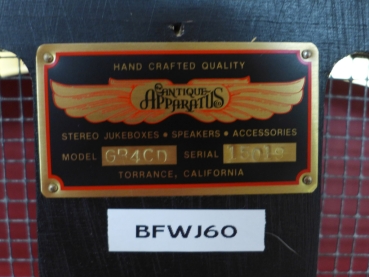 HAND CRAFTED QUALITY
ANTIQUE
APPARATUS
STEREO JUKEBOXES • SPEAKERS • ACCESSORIES
MODEL SERIAL
TORRANCE, CALIFORNIA
BFWJ60